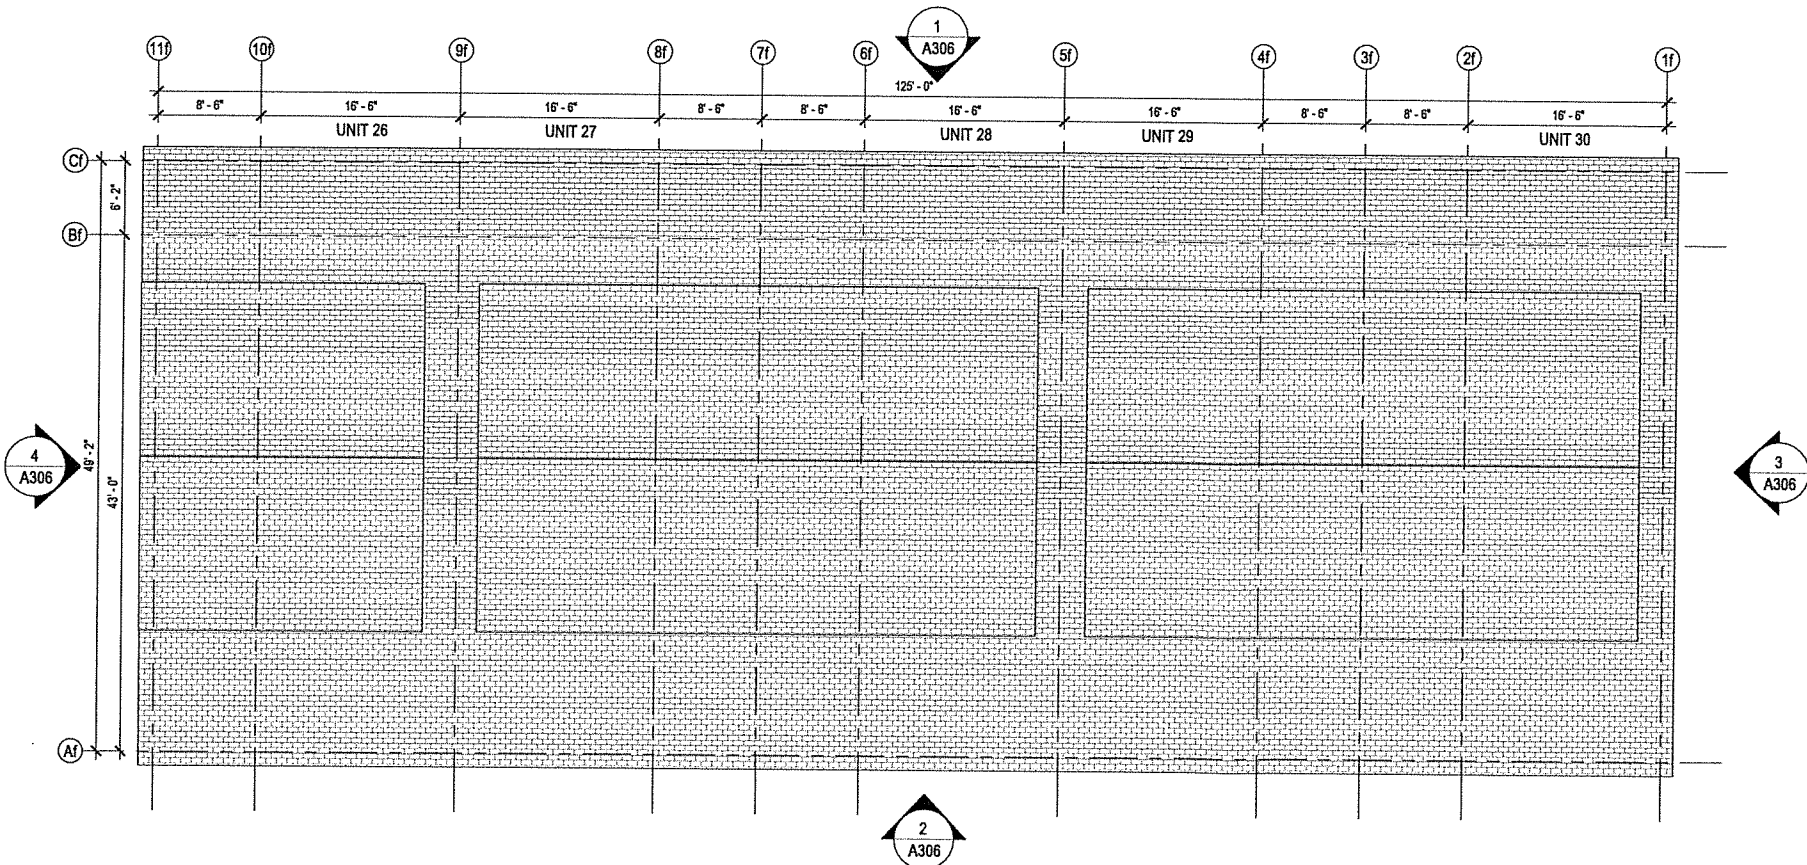 1
A306
11f 10f 9f 8f 7f 6f 5f 4f 3f 2f 1f
125' - 0"
8' - 6" 16' - 6" 16' - 6" 8' - 6" 8' - 6" 16' - 6" 16' - 6" 8' - 6" 8' - 6" 16' - 6"
UNIT 26 UNIT 27 UNIT 28 UNIT 29 UNIT 30
Cf
6' - 2"
Bf
49' - 2"
43' - 0"
Af
4
A306
3
A306
2
A306